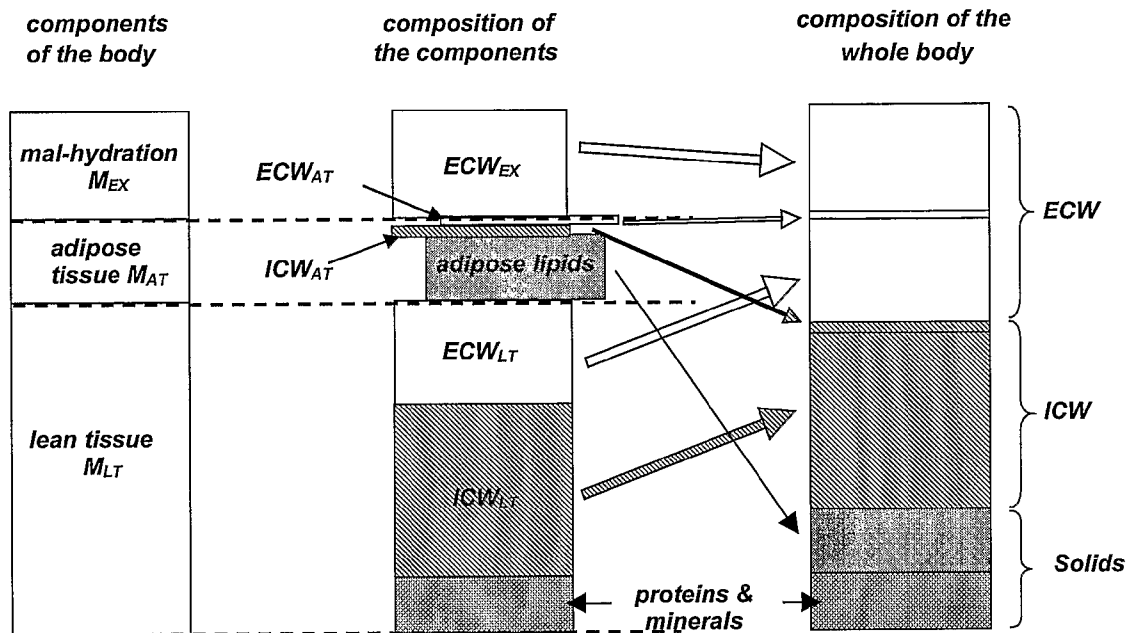 components
of the body
composition of
the components
composition of the
whole body
mal-hydration
M_EX
adipose
tissue M_AT
lean tissue
M_LT
ECW_AT
ICW_AT
ECW_EX
adipose lipids
ECW_LT
ICW_LT
proteins &
minerals
ECW
ICW
Solids